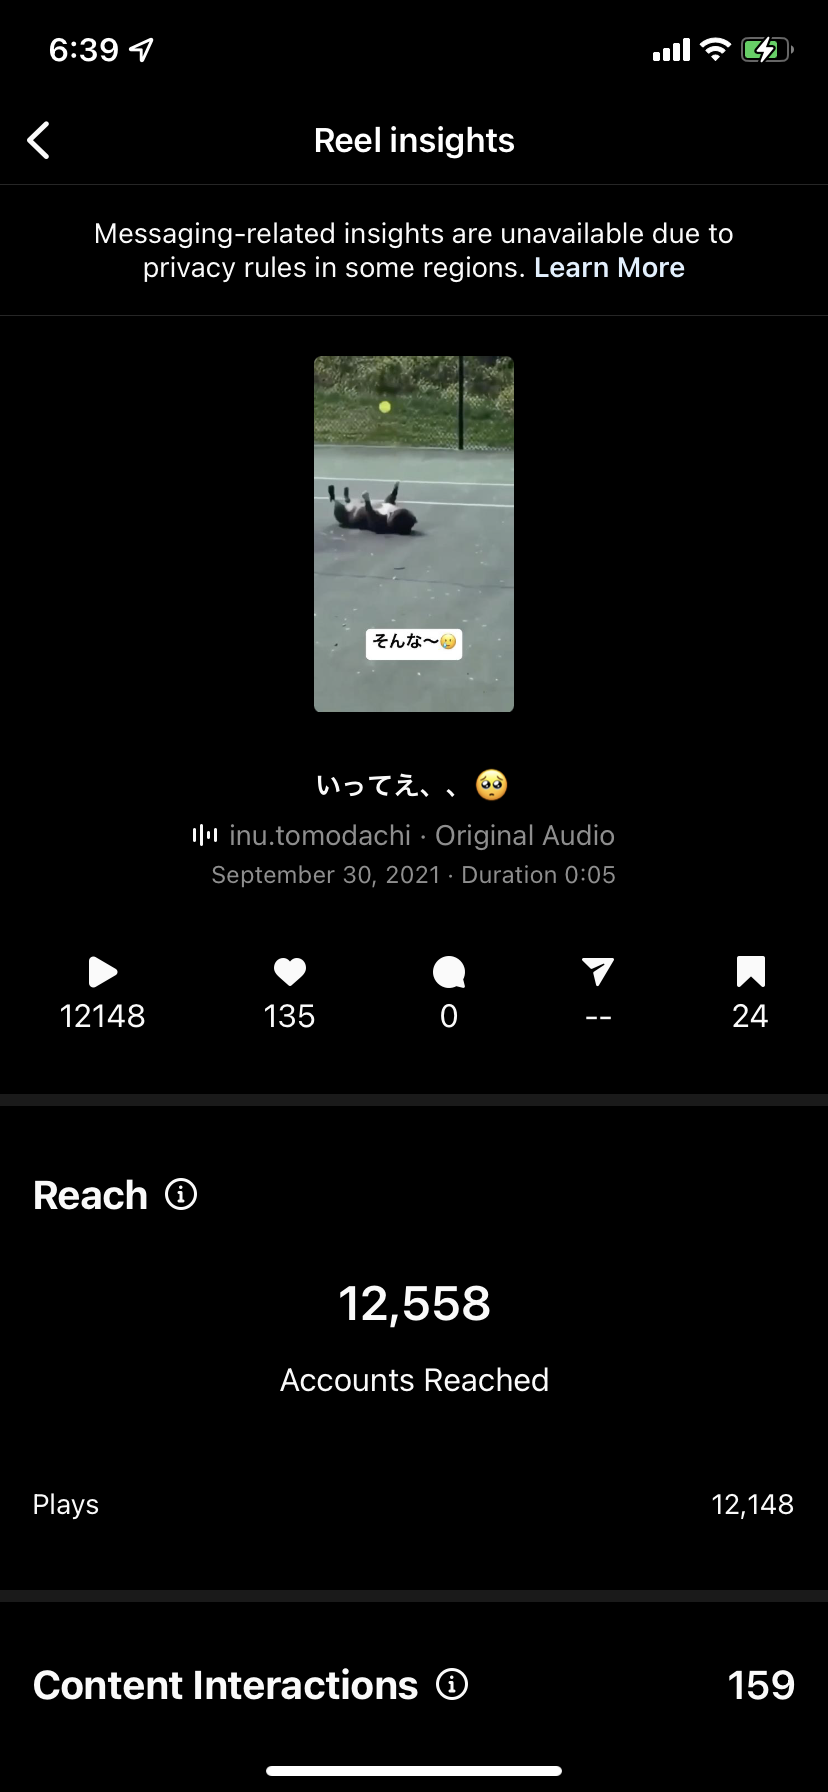 6:39
Reel insights
Messaging-related insights are unavailable due to
privacy rules in some regions. Learn More
そんな〜🥲
いってえ、、🥺
inu.tomodachi · Original Audio
September 30, 2021 · Duration 0:05
12148 135 0 -- 24
Reach
12,558
Accounts Reached
Plays 12,148
Content Interactions 159